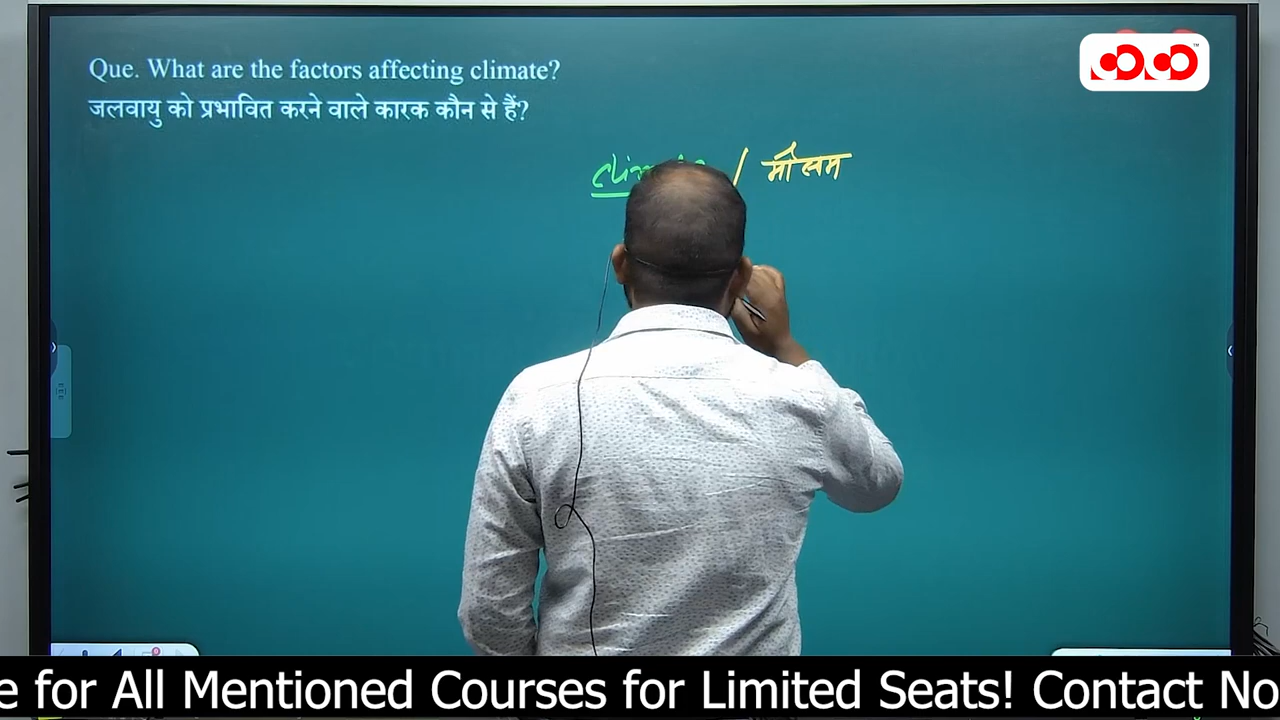 Que. What are the factors affecting climate?
जलवायु को प्रभावित करने वाले कारक कौन से हैं?
/ मौसम
e for All Mentioned Courses for Limited Seats! Contact No